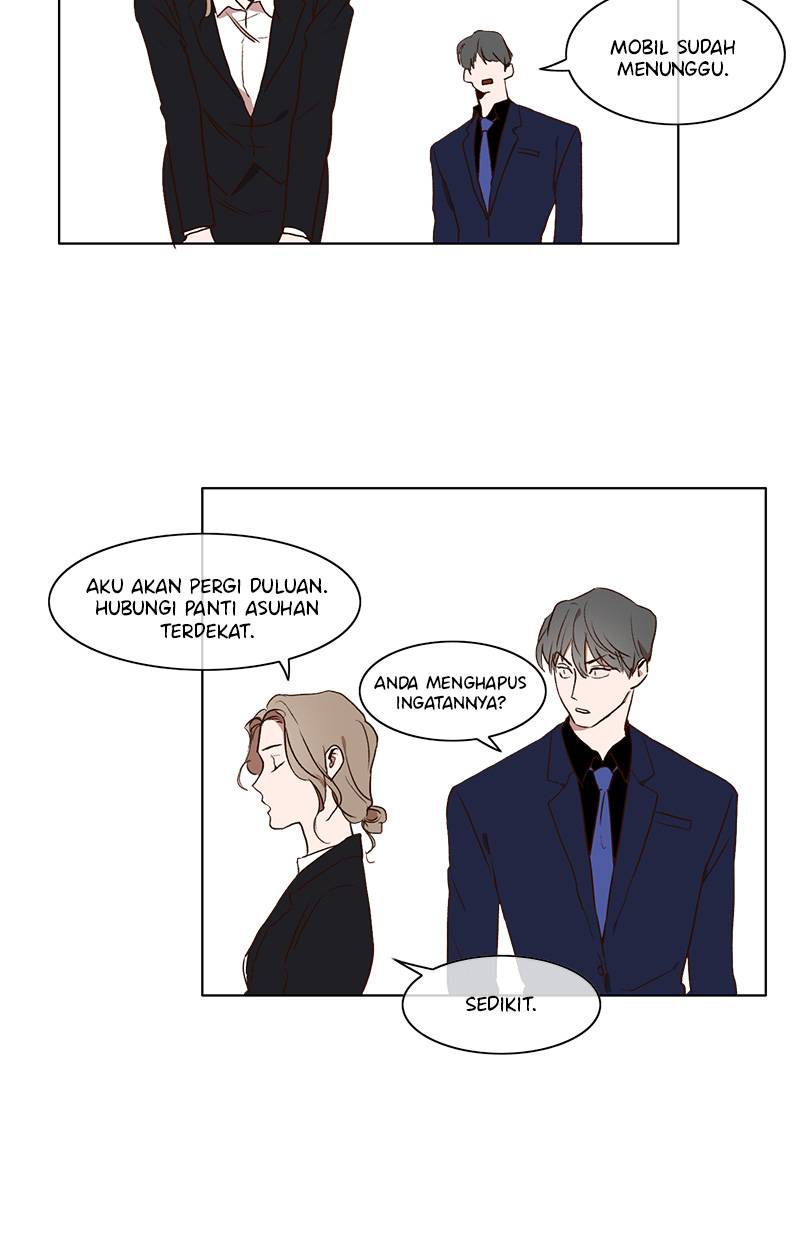 MOBIL SUDAH
MENUNGGU.
AKU AKAN PERGI DULUAN.
HUBUNGI PANTI ASUHAN
TERDEKAT.
ANDA MENGHAPUS
INGATANNYA?
SEDIKIT.